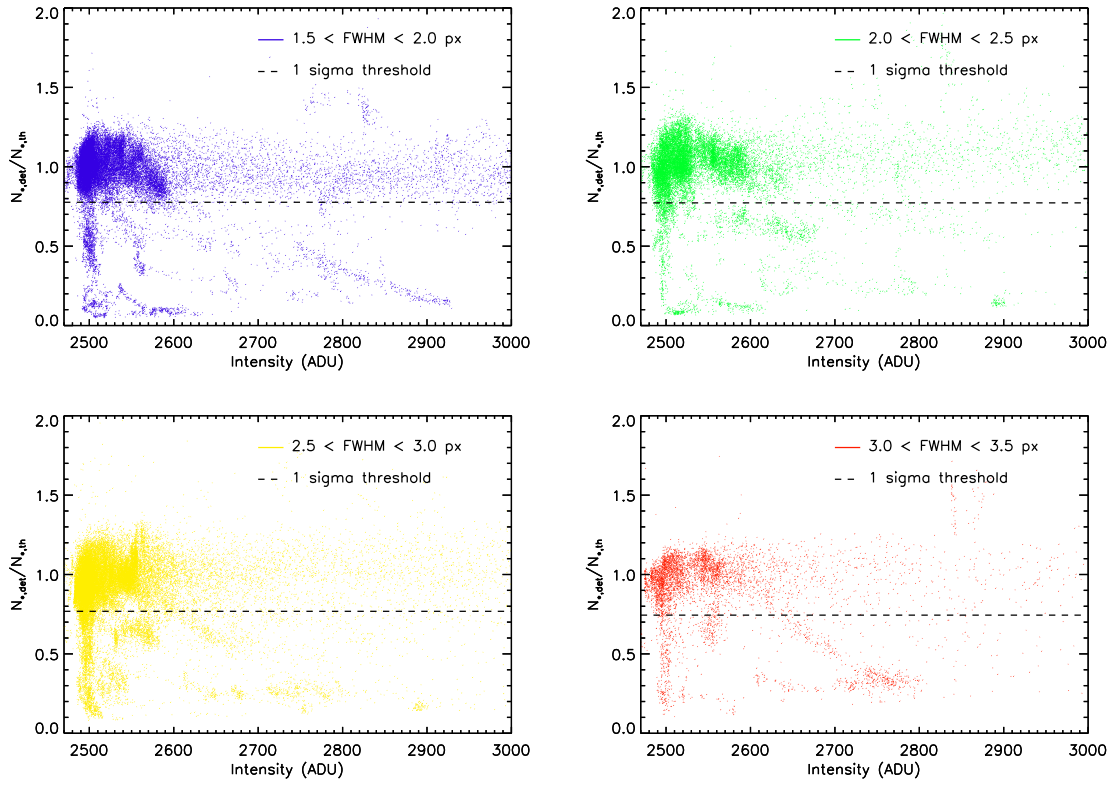 2.0
1.5 < FWHM < 2.0 px
1 sigma threshold
1.5
N*,det/N*,th
1.0
0.5
0.0
2500 2600 2700 2800 2900 3000
Intensity (ADU)
2.0
2.0 < FWHM < 2.5 px
1 sigma threshold
1.5
N*,det/N*,th
1.0
0.5
0.0
2500 2600 2700 2800 2900 3000
Intensity (ADU)
2.0
2.5 < FWHM < 3.0 px
1 sigma threshold
1.5
N*,det/N*,th
1.0
0.5
0.0
2500 2600 2700 2800 2900 3000
Intensity (ADU)
2.0
3.0 < FWHM < 3.5 px
1 sigma threshold
1.5
N*,det/N*,th
1.0
0.5
0.0
2500 2600 2700 2800 2900 3000
Intensity (ADU)